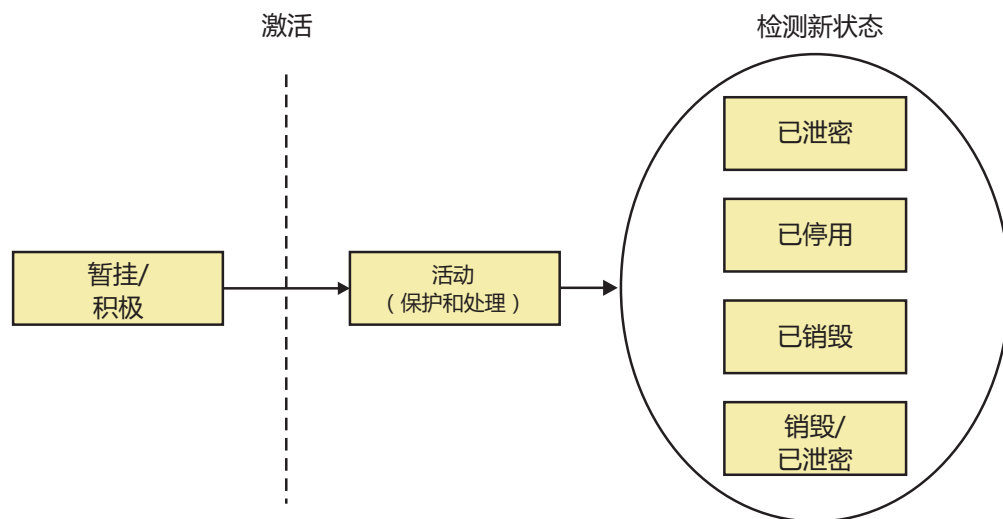 激活
检测新状态
已泄密
已停用
暂挂/
积极
活动
（保护和处理）
已销毁
销毁/
已泄密